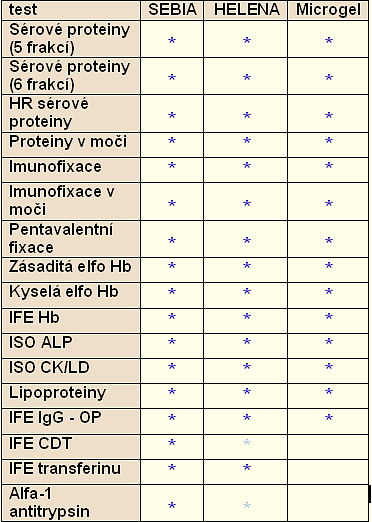 test SEBIA HELENA Microgel
Sérové proteiny
(5 frakcí) * * *
Sérové proteiny
(6 frakcí) * * *
HR sérové
proteiny * * *
Proteiny v moči * * *
Imunofixace * * *
Imunofixace v
moči * * *
Pentavalentní
fixace * * *
Zásaditá elfo Hb * * *
Kyselá elfo Hb * * *
IFE Hb * * *
ISO ALP * * *
ISO CK/LD * * *
Lipoproteiny * * *
IFE IgG - OP * * *
IFE CDT * *
IFE transferinu * *
Alfa-1
antitrypsin * *